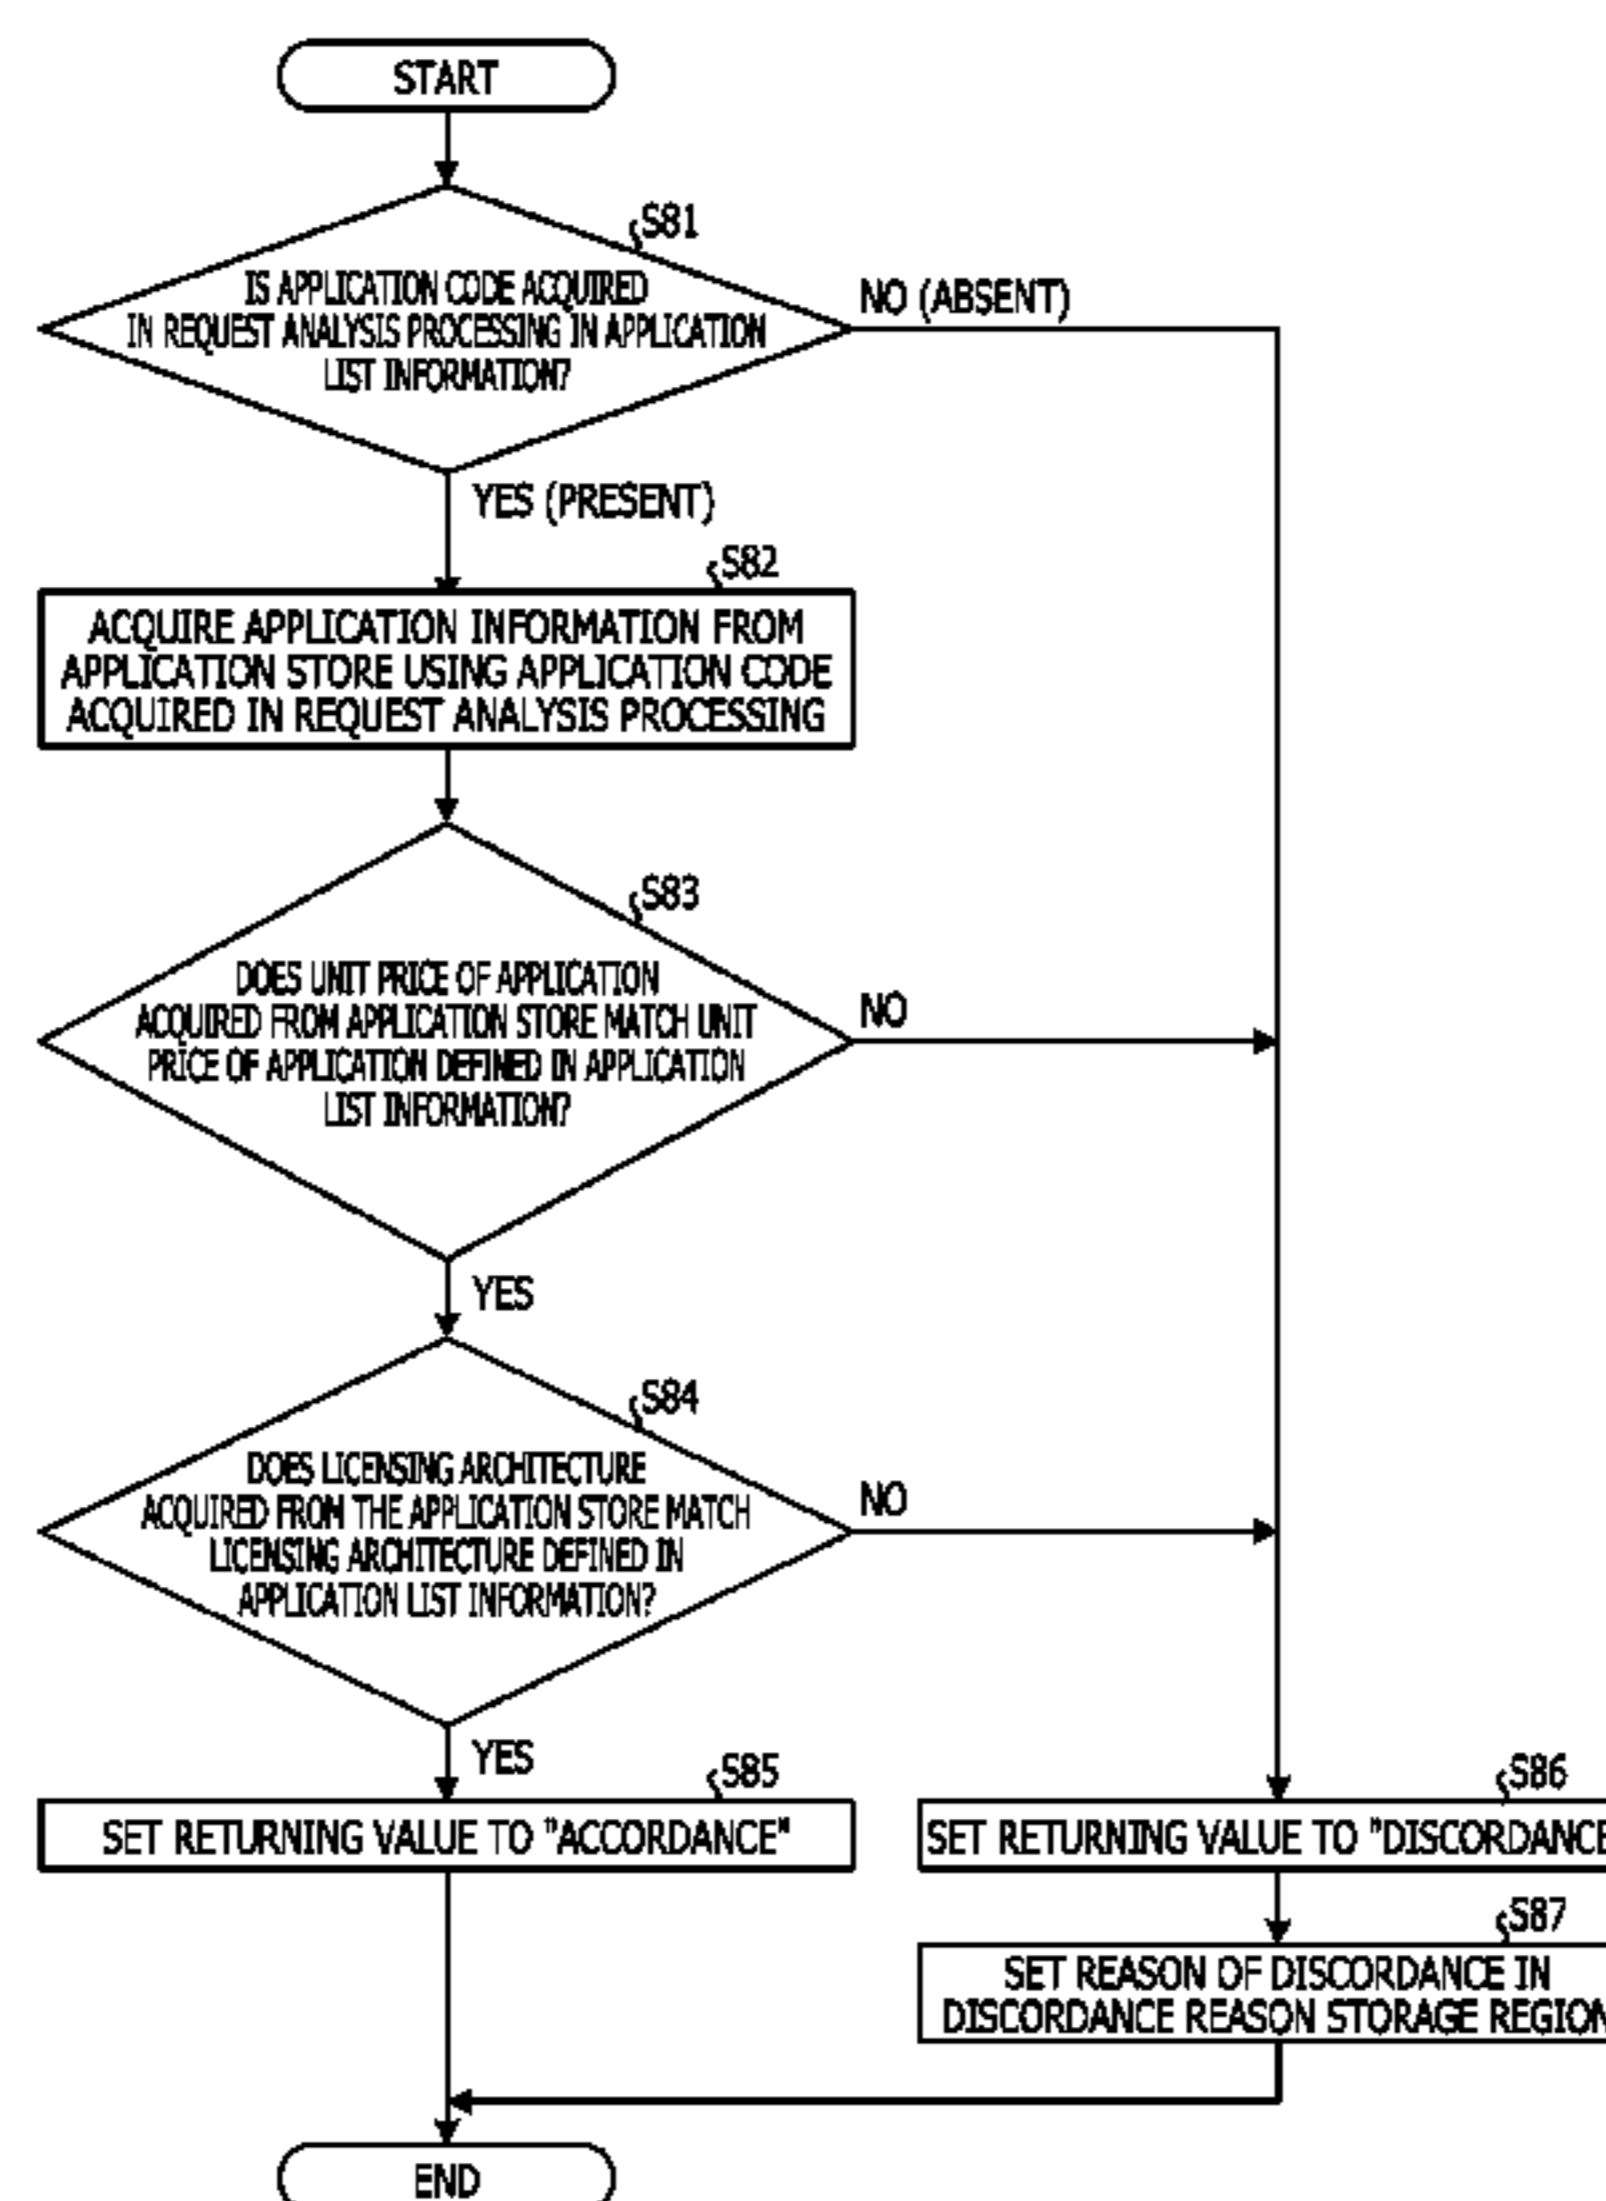 START
S81
IS APPLICATION CODE ACQUIRED
IN REQUEST ANALYSIS PROCESSING IN APPLICATION
LIST INFORMATION?
NO (ABSENT)
YES (PRESENT)
S82
ACQUIRE APPLICATION INFORMATION FROM
APPLICATION STORE USING APPLICATION CODE
ACQUIRED IN REQUEST ANALYSIS PROCESSING
S83
DOES UNIT PRICE OF APPLICATION
ACQUIRED FROM APPLICATION STORE MATCH UNIT
PRICE OF APPLICATION DEFINED IN APPLICATION
LIST INFORMATION?
NO
YES
S84
DOES LICENSING ARCHITECTURE
ACQUIRED FROM THE APPLICATION STORE MATCH
LICENSING ARCHITECTURE DEFINED IN
APPLICATION LIST INFORMATION?
NO
YES
S85
SET RETURNING VALUE TO "ACCORDANCE"
S86
SET RETURNING VALUE TO "DISCORDANCE
S87
SET REASON OF DISCORDANCE IN
DISCORDANCE REASON STORAGE REGION
END